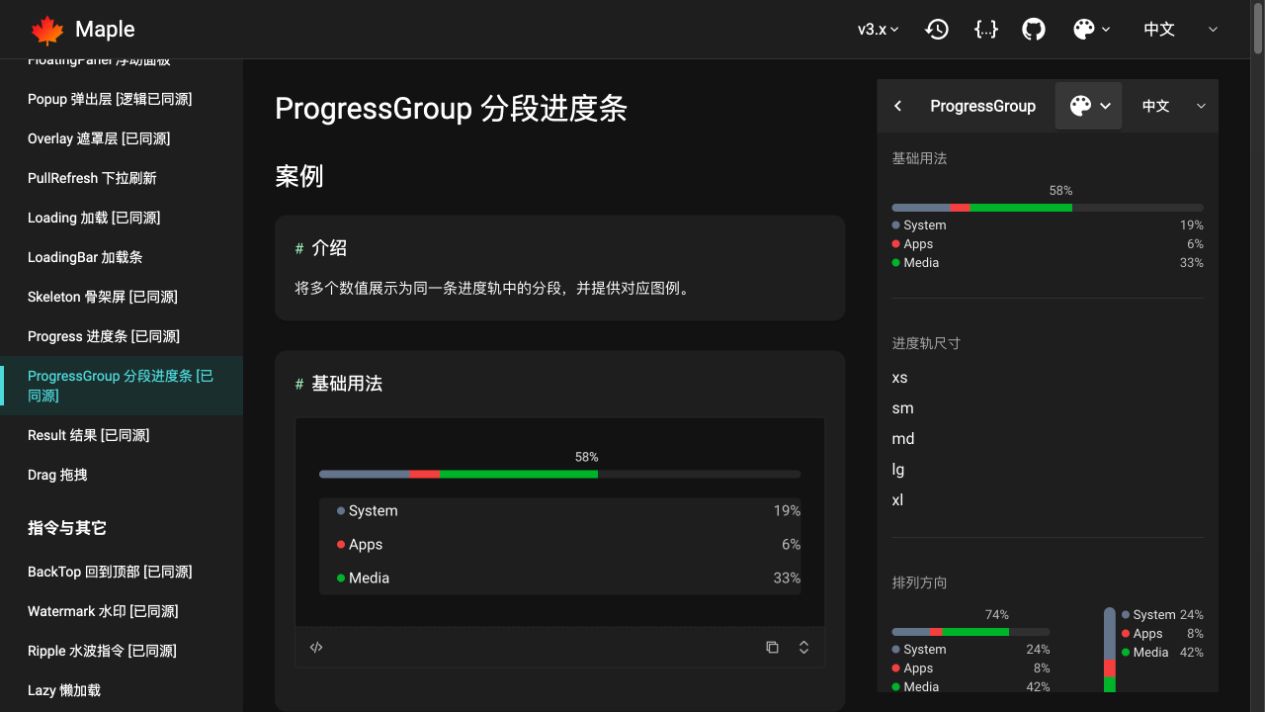 Maple
v3.x
{...}
中文
FloatingPanel 浮动面板
Popup 弹出层 [逻辑已同源]
Overlay 遮罩层 [已同源]
PullRefresh 下拉刷新
Loading 加载 [已同源]
LoadingBar 加载条
Skeleton 骨架屏 [已同源]
Progress 进度条 [已同源]
ProgressGroup 分段进度条 [已
同源]
Result 结果 [已同源]
Drag 拖拽
指令与其它
BackTop 回到顶部 [已同源]
Watermark 水印 [已同源]
Ripple 水波指令 [已同源]
Lazy 懒加载
ProgressGroup 分段进度条
案例
# 介绍
将多个数值展示为同一条进度轨中的分段，并提供对应图例。
# 基础用法
58%
System 19%
Apps 6%
Media 33%
</>
ProgressGroup
中文
基础用法
58%
System 19%
Apps 6%
Media 33%
进度轨尺寸
xs
sm
md
lg
xl
排列方向
74%
System 24%
Apps 8%
Media 42%
System 24%
Apps 8%
Media 42%